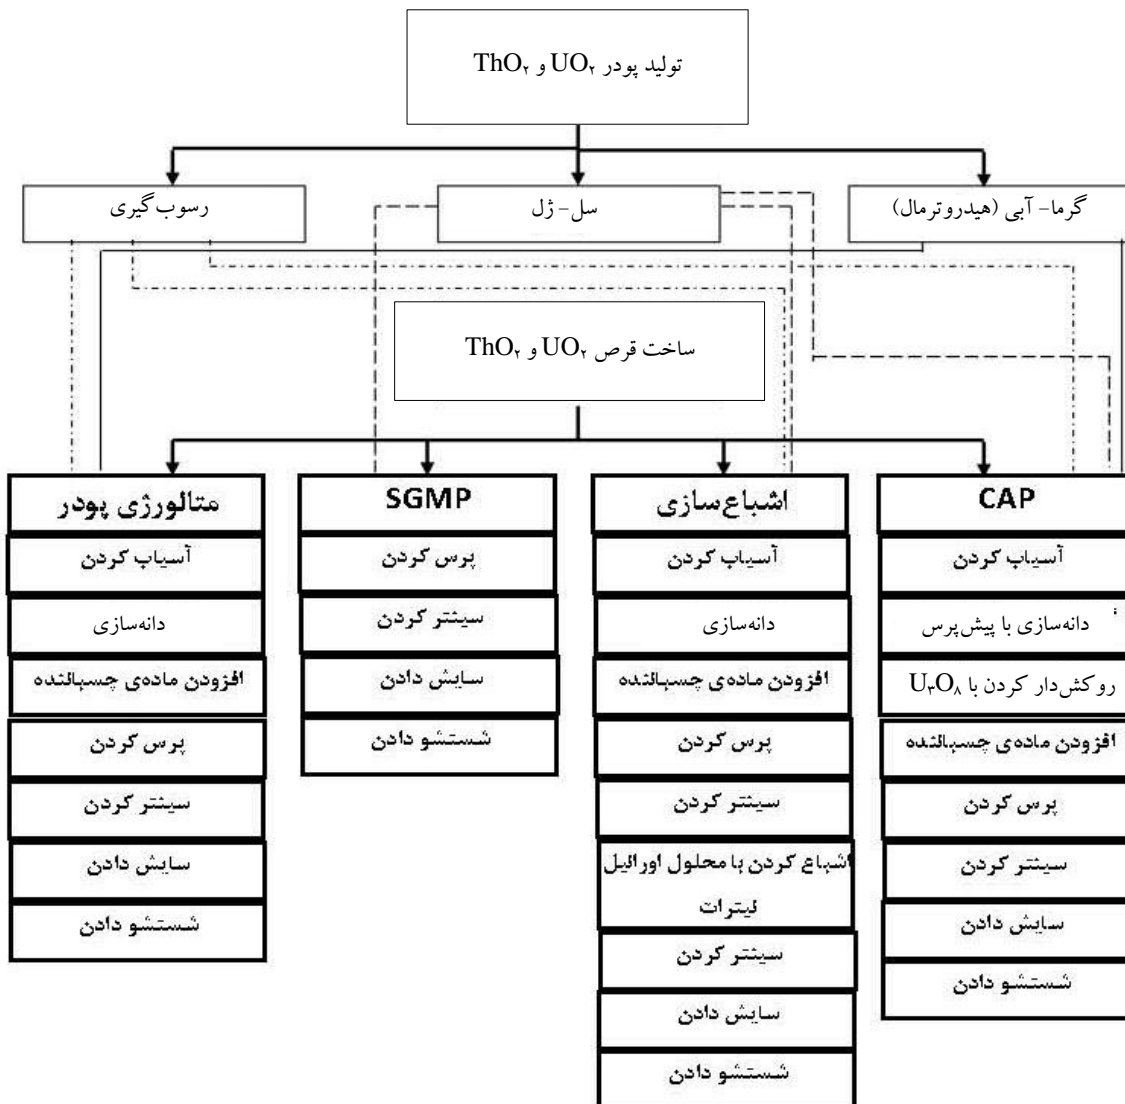 تولید پودر UO۲ و ThO۲
رسوب‌گیری
سل-ژل
گرما-آبی (هیدروترمال)
ساخت قرص UO۲ و ThO۲
متالورژی پودر
آسیاب کردن
دانه‌سازی
افزودن ماده‌ی چسباننده
پرس کردن
سینتر کردن
سایش دادن
شستشو دادن
SGMP
پرس کردن
سینتر کردن
سایش دادن
شستشو دادن
اشباع‌سازی
آسیاب کردن
دانه‌سازی
افزودن ماده‌ی چسباننده
پرس کردن
سینتر کردن
اشباع کردن با محلول اورانیل
نیترات
سینتر کردن
سایش دادن
شستشو دادن
CAP
آسیاب کردن
دانه‌سازی با پیش‌پرس
روکش‌دار کردن با U۳O۸
افزودن ماده‌ی چسباننده
پرس کردن
سینتر کردن
سایش دادن
شستشو دادن